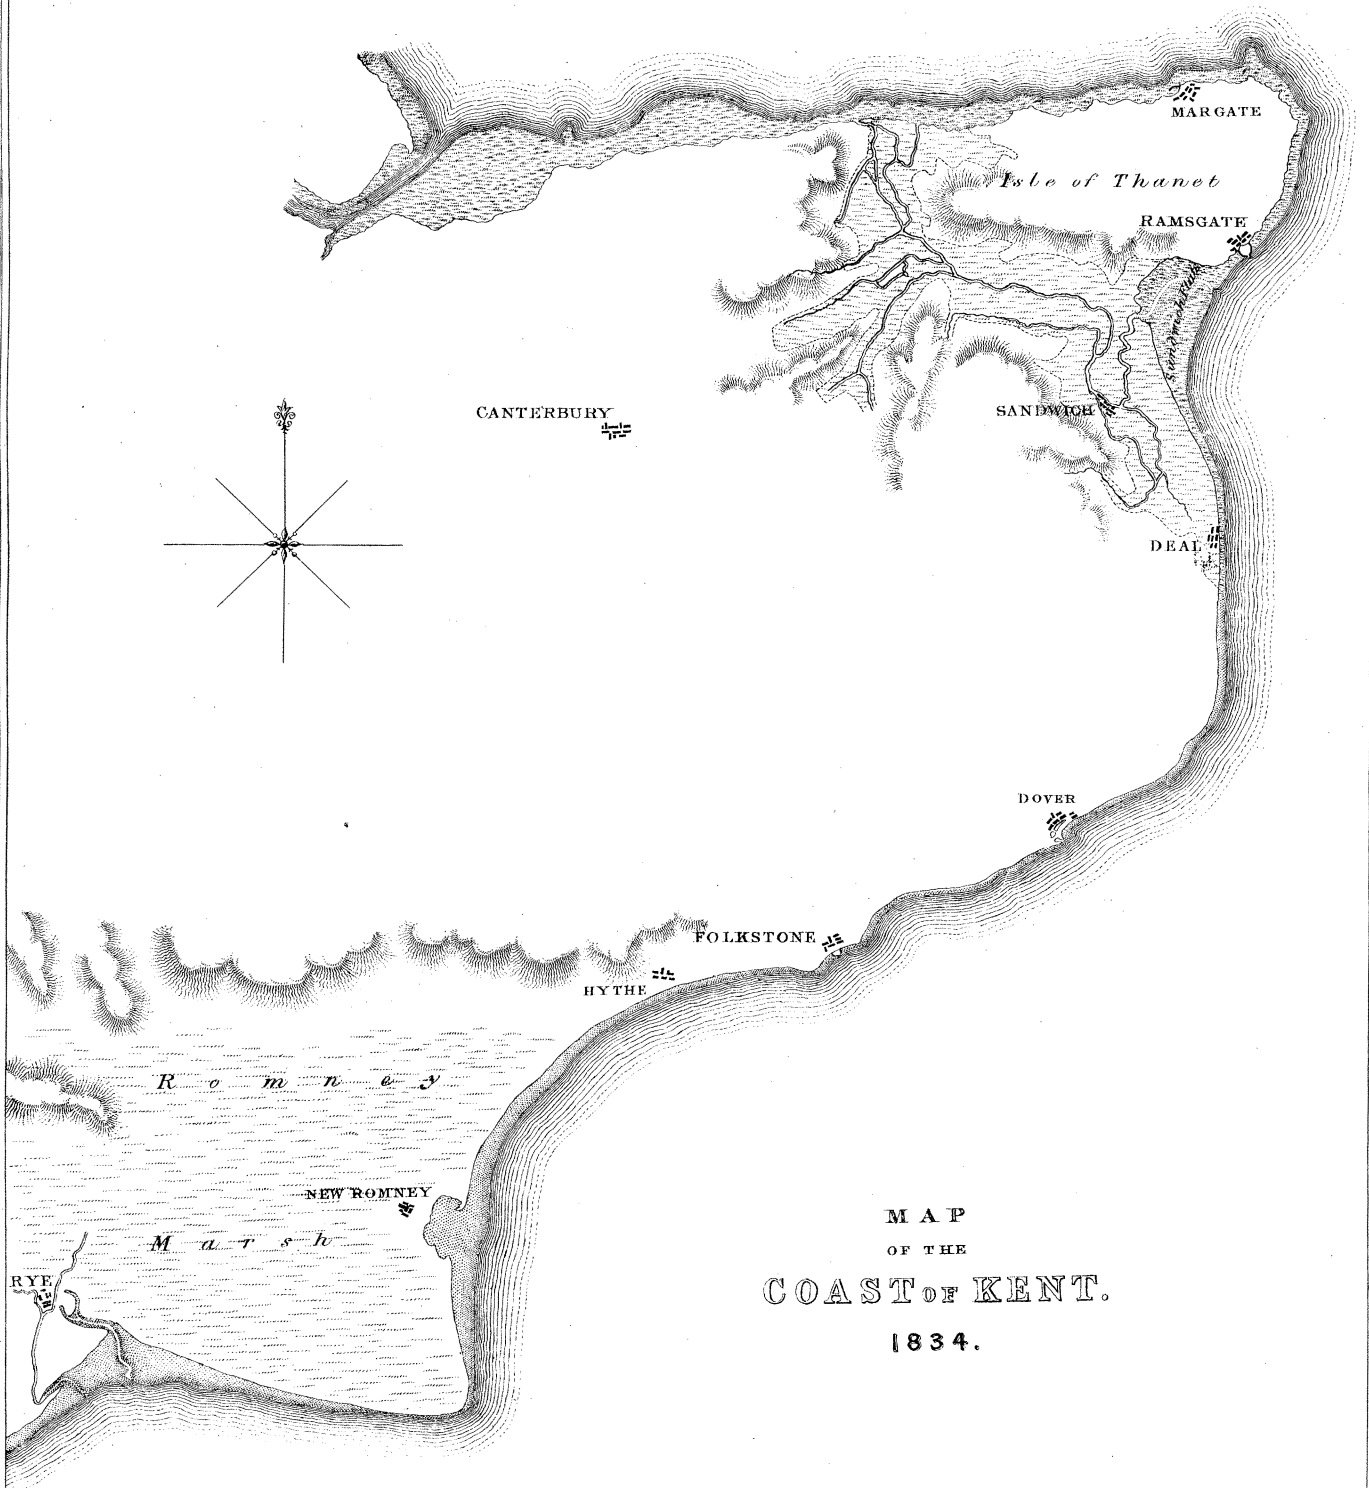 MARGATE
Isle of Thanet
RAMSGATE
CANTERBURY
SANDWICH
DEAL
DOVER
FOLKSTONE
HYTHE
Romney
NEW ROMNEY
Marsh
RYE
MAP
OF THE
COAST OF KENT.
1834.